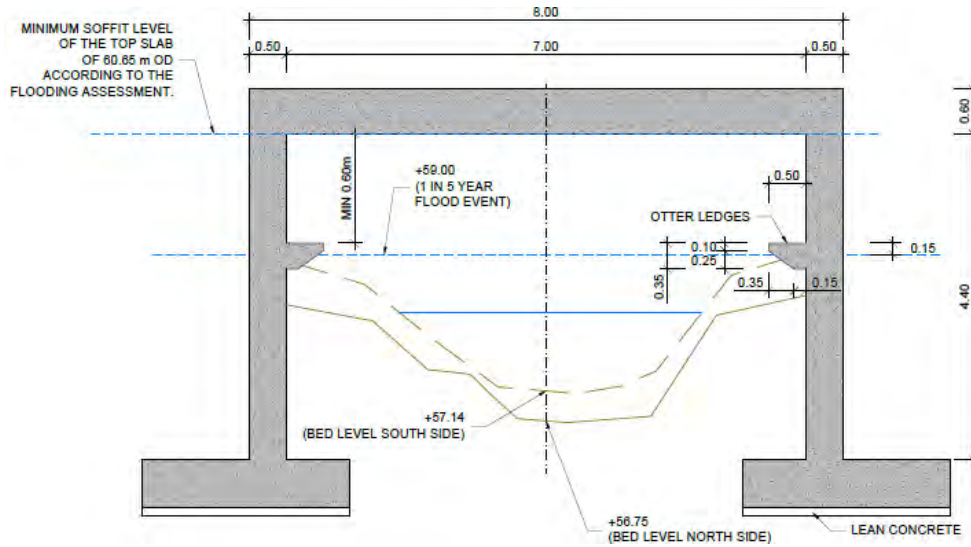 8.00
MINIMUM SOFFIT LEVEL
OF THE TOP SLAB
OF 60.65 m OD
ACCORDING TO THE
FLOODING ASSESSMENT.
0.50
7.00
0.50
0.60
MIN 0.60m
+59.00
(1 IN 5 YEAR
FLOOD EVENT)
0.50
OTTER LEDGES
0.10
0.25
0.35
0.15
0.35
0.15
4.40
+57.14
(BED LEVEL SOUTH SIDE)
+56.75
(BED LEVEL NORTH SIDE)
LEAN CONCRETE